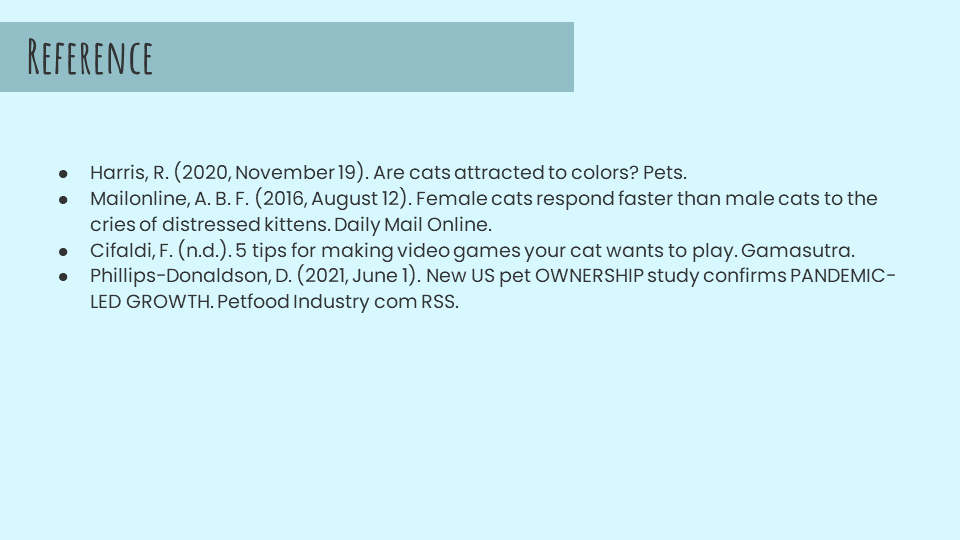 Reference
● Harris, R. (2020, November 19). Are cats attracted to colors? Pets.
● Mailonline, A. B. F. (2016, August 12). Female cats respond faster than male cats to the
cries of distressed kittens. Daily Mail Online.
● Cifaldi, F. (n.d.). 5 tips for making video games your cat wants to play. Gamasutra.
● Phillips-Donaldson, D. (2021, June 1). New US pet OWNERSHIP study confirms PANDEMIC-
LED GROWTH. Petfood Industry com RSS.